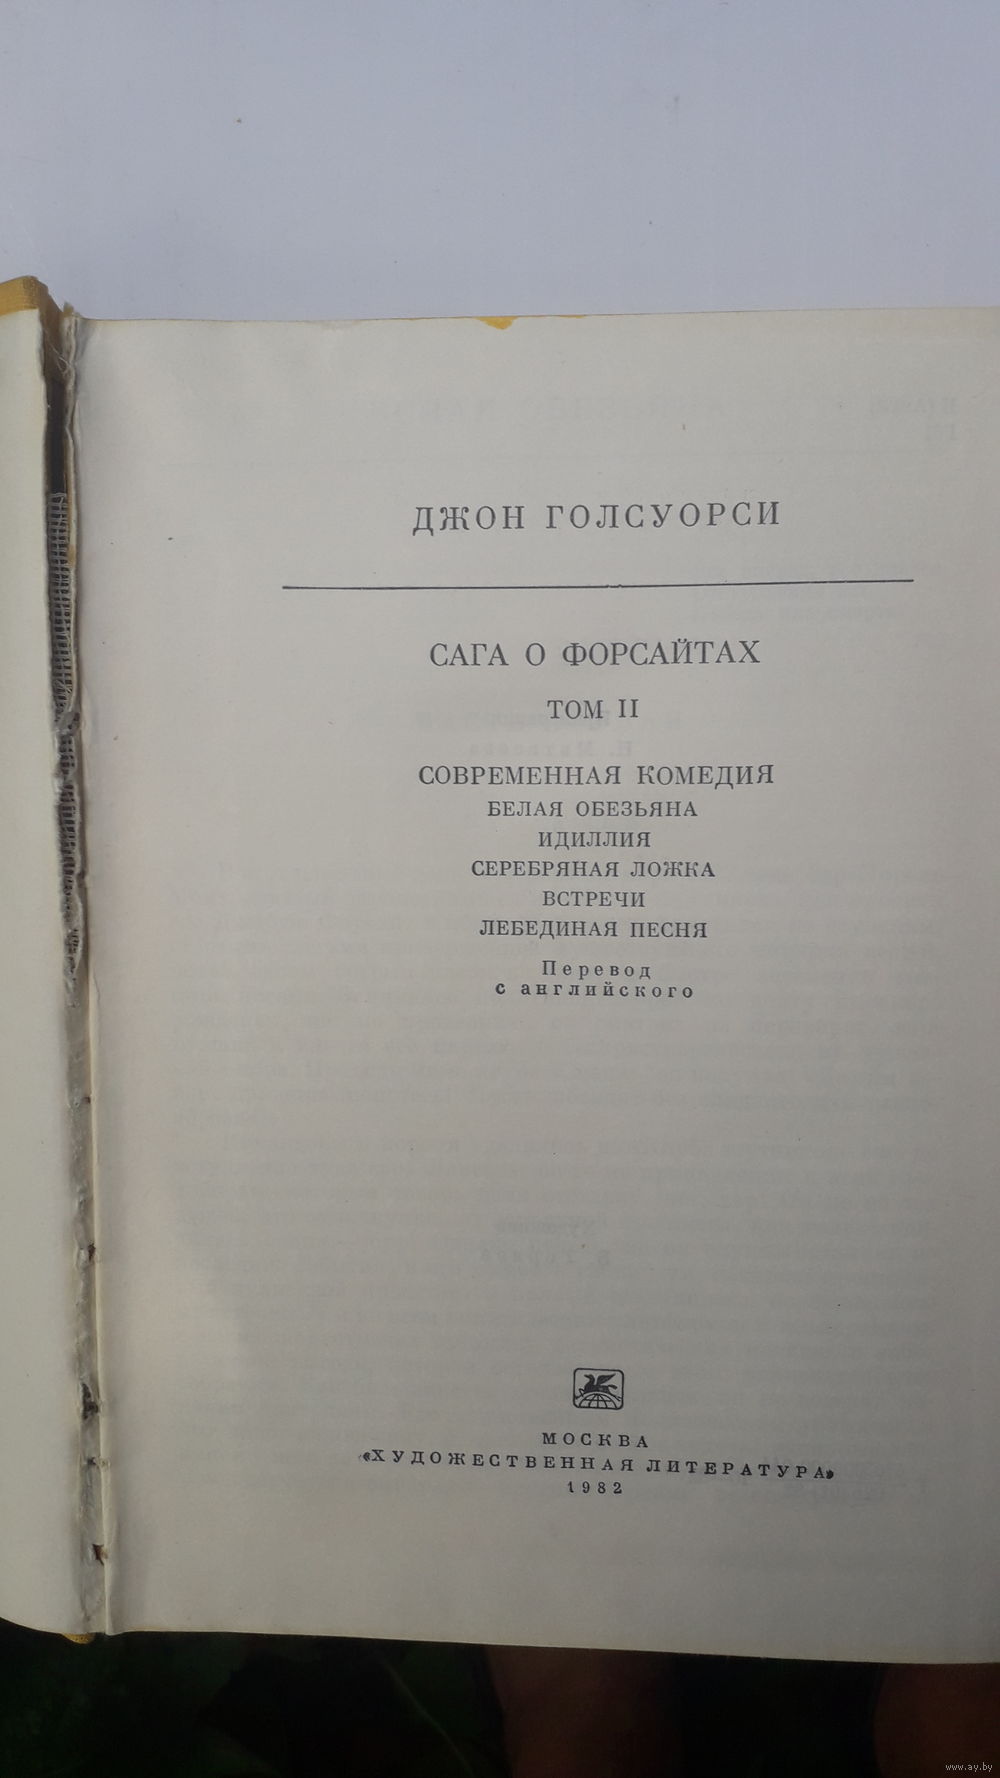 ДЖОН ГОЛСУОРСИ
САГА О ФОРСАЙТАХ
ТОМ II
СОВРЕМЕННАЯ КОМЕДИЯ
БЕЛАЯ ОБЕЗЬЯНА
ИДИЛЛИЯ
СЕРЕБРЯНАЯ ЛОЖКА
ВСТРЕЧИ
ЛЕБЕДИНАЯ ПЕСНЯ
Перевод
с английского
МОСКВА
«ХУДОЖЕСТВЕННАЯ ЛИТЕРАТУРА»
1982
www.ay.by